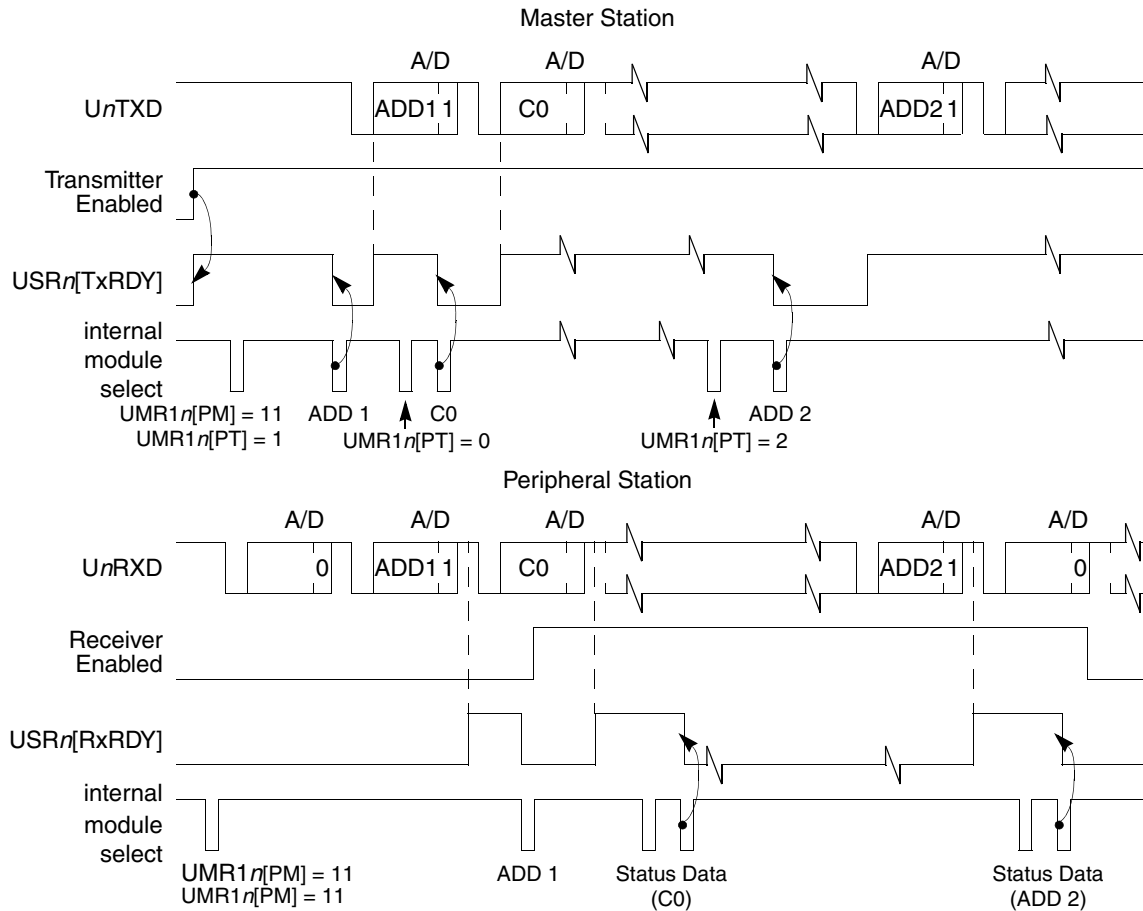 Master Station
A/D A/D A/D
UnTXD ADD1 1 C0 ADD2 1
Transmitter
Enabled
USRn[TxRDY]
internal
module
select
UMR1n[PM] = 11 ADD 1 C0 ADD 2
UMR1n[PT] = 1 UMR1n[PT] = 0 UMR1n[PT] = 2
Peripheral Station
A/D A/D A/D A/D A/D
UnRXD 0 ADD1 1 C0 ADD2 1 0
Receiver
Enabled
USRn[RxRDY]
internal
module
select
UMR1n[PM] = 11 ADD 1 Status Data Status Data
UMR1n[PM] = 11 (C0) (ADD 2)